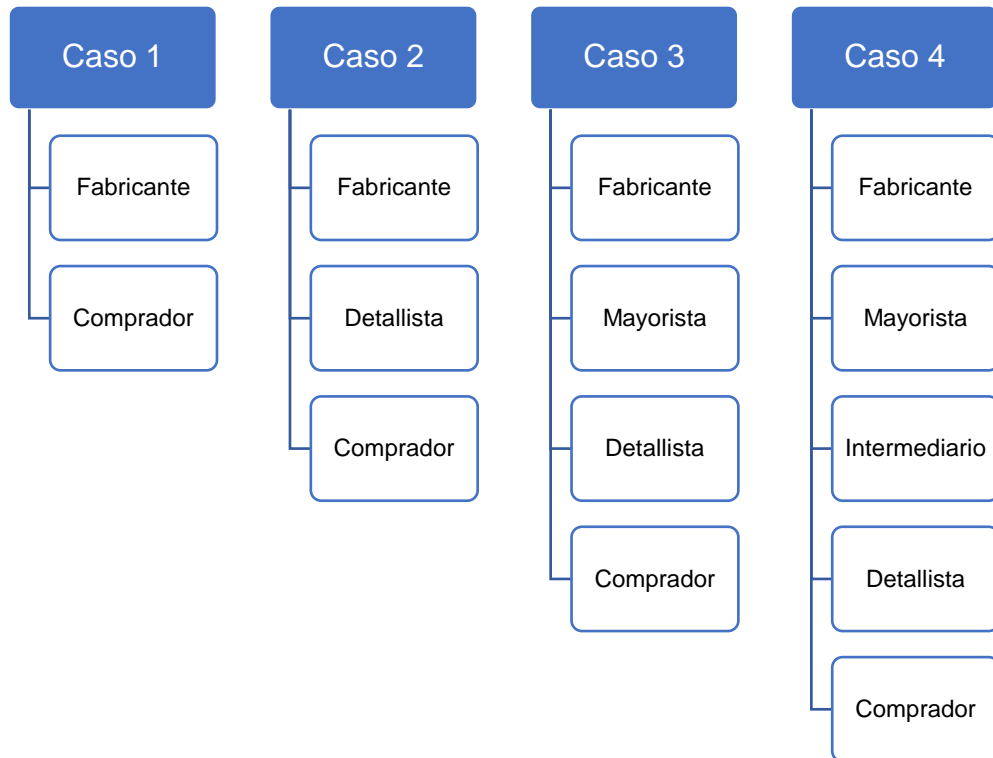 Caso 1
Fabricante
Comprador
Caso 2
Fabricante
Detallista
Comprador
Caso 3
Fabricante
Mayorista
Detallista
Comprador
Caso 4
Fabricante
Mayorista
Intermediario
Detallista
Comprador